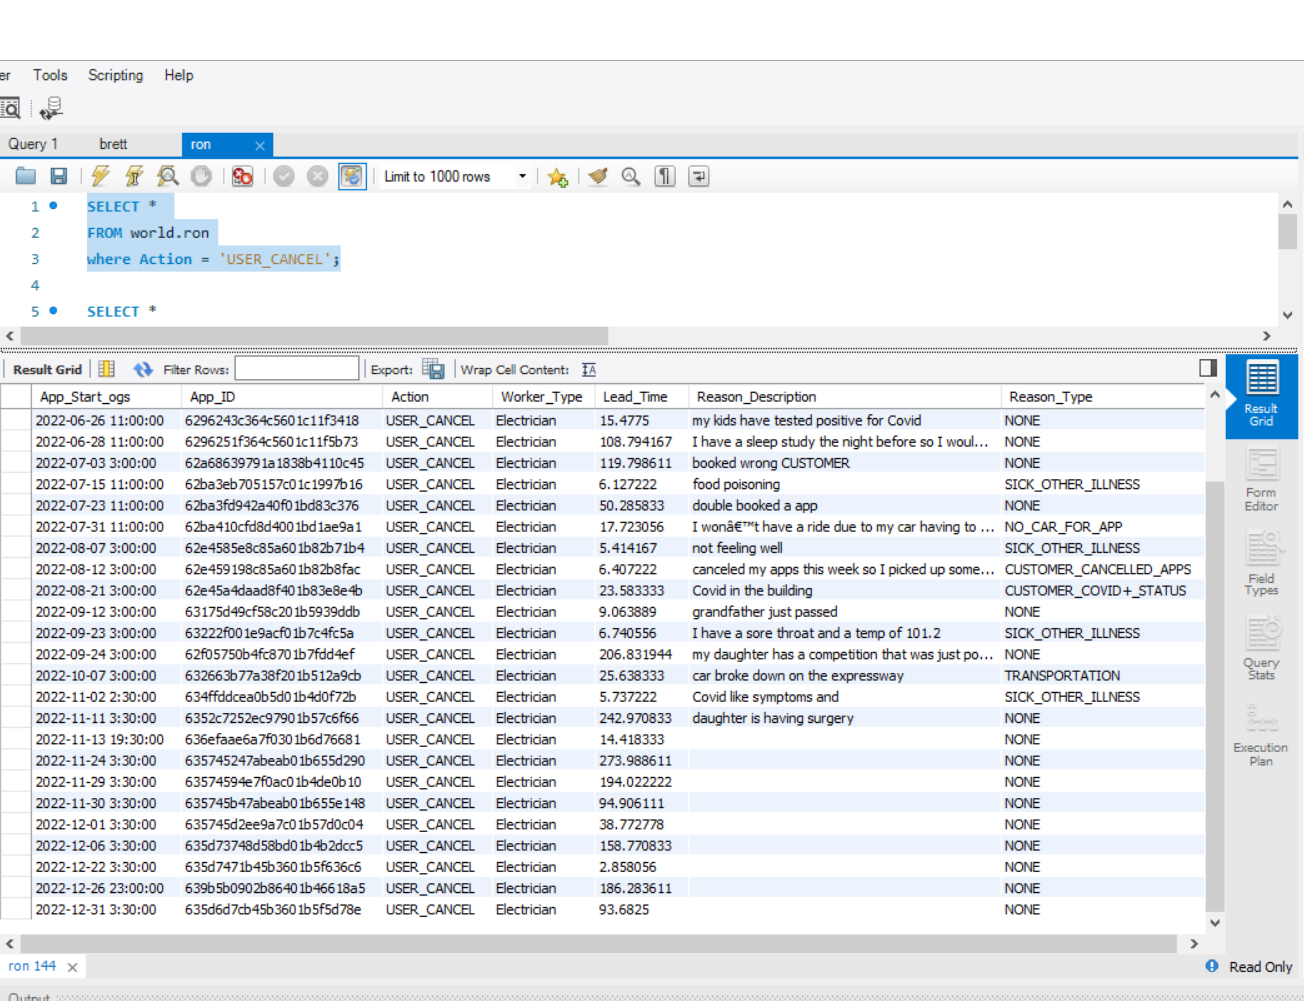 er Tools Scripting Help
Query 1 brett ron
Limit to 1000 rows
1 SELECT *
2 FROM world.ron
3 where Action = 'USER_CANCEL';
4
5 SELECT *
Result Grid Filter Rows: Export: Wrap Cell Content:
App_Start_ogs App_ID Action Worker_Type Lead_Time Reason_Description Reason_Type
2022-06-26 11:00:00 6296243c364c5601c11f3418 USER_CANCEL Electrician 15.4775 my kids have tested positive for Covid NONE
2022-06-28 11:00:00 6296251f364c5601c11f5b73 USER_CANCEL Electrician 108.794167 I have a sleep study the night before so I woul... NONE
2022-07-03 3:00:00 62a68639791a1838b4110c45 USER_CANCEL Electrician 119.798611 booked wrong CUSTOMER NONE
2022-07-15 11:00:00 62ba3eb705157c01c1997b16 USER_CANCEL Electrician 6.127222 food poisoning SICK_OTHER_ILLNESS
2022-07-23 11:00:00 62ba3fd942a40f01bd83c376 USER_CANCEL Electrician 50.285833 double booked a app NONE
2022-07-31 11:00:00 62ba410cfd8d4001bd1ae9a1 USER_CANCEL Electrician 17.723056 I wonâ€™t have a ride due to my car having to ... NO_CAR_FOR_APP
2022-08-07 3:00:00 62e4585e8c85a601b82b71b4 USER_CANCEL Electrician 5.414167 not feeling well SICK_OTHER_ILLNESS
2022-08-12 3:00:00 62e459198c85a601b82b8fac USER_CANCEL Electrician 6.407222 canceled my apps this week so I picked up some... CUSTOMER_CANCELLED_APPS
2022-08-21 3:00:00 62e45a4daad8f401b83e8e4b USER_CANCEL Electrician 23.583333 Covid in the building CUSTOMER_COVID+_STATUS
2022-09-12 3:00:00 63175d49cf58c201b5939ddb USER_CANCEL Electrician 9.063889 grandfather just passed NONE
2022-09-23 3:00:00 63222f001e9acf01b7c4fc5a USER_CANCEL Electrician 6.740556 I have a sore throat and a temp of 101.2 SICK_OTHER_ILLNESS
2022-09-24 3:00:00 62f05750b4fc8701b7fdd4ef USER_CANCEL Electrician 206.831944 my daughter has a competition that was just po... NONE
2022-10-07 3:00:00 632663b77a38f201b512a9cb USER_CANCEL Electrician 25.638333 car broke down on the expressway TRANSPORTATION
2022-11-02 2:30:00 634ffddcea0b5d01b4d0f72b USER_CANCEL Electrician 5.737222 Covid like symptoms and SICK_OTHER_ILLNESS
2022-11-11 3:30:00 6352c7252ec97901b57c6f66 USER_CANCEL Electrician 242.970833 daughter is having surgery NONE
2022-11-13 19:30:00 636efaae6a7f0301b6d76681 USER_CANCEL Electrician 14.418333 NONE
2022-11-24 3:30:00 635745247abeab01b655d290 USER_CANCEL Electrician 273.988611 NONE
2022-11-29 3:30:00 63574594e7f0ac01b4de0b10 USER_CANCEL Electrician 194.022222 NONE
2022-11-30 3:30:00 635745b47abeab01b655e148 USER_CANCEL Electrician 94.906111 NONE
2022-12-01 3:30:00 635745d2ee9a7c01b57d0c04 USER_CANCEL Electrician 38.772778 NONE
2022-12-06 3:30:00 635d73748d58bd01b4b2dcc5 USER_CANCEL Electrician 158.770833 NONE
2022-12-22 3:30:00 635d7471b45b3601b5f636c6 USER_CANCEL Electrician 2.858056 NONE
2022-12-26 23:00:00 639b5b0902b86401b46618a5 USER_CANCEL Electrician 186.283611 NONE
2022-12-31 3:30:00 635d6d7cb45b3601b5f5d78e USER_CANCEL Electrician 93.6825 NONE
Result
Grid
Form
Editor
Field
Types
Query
Stats
Execution
Plan
ron 144 Read Only
Output